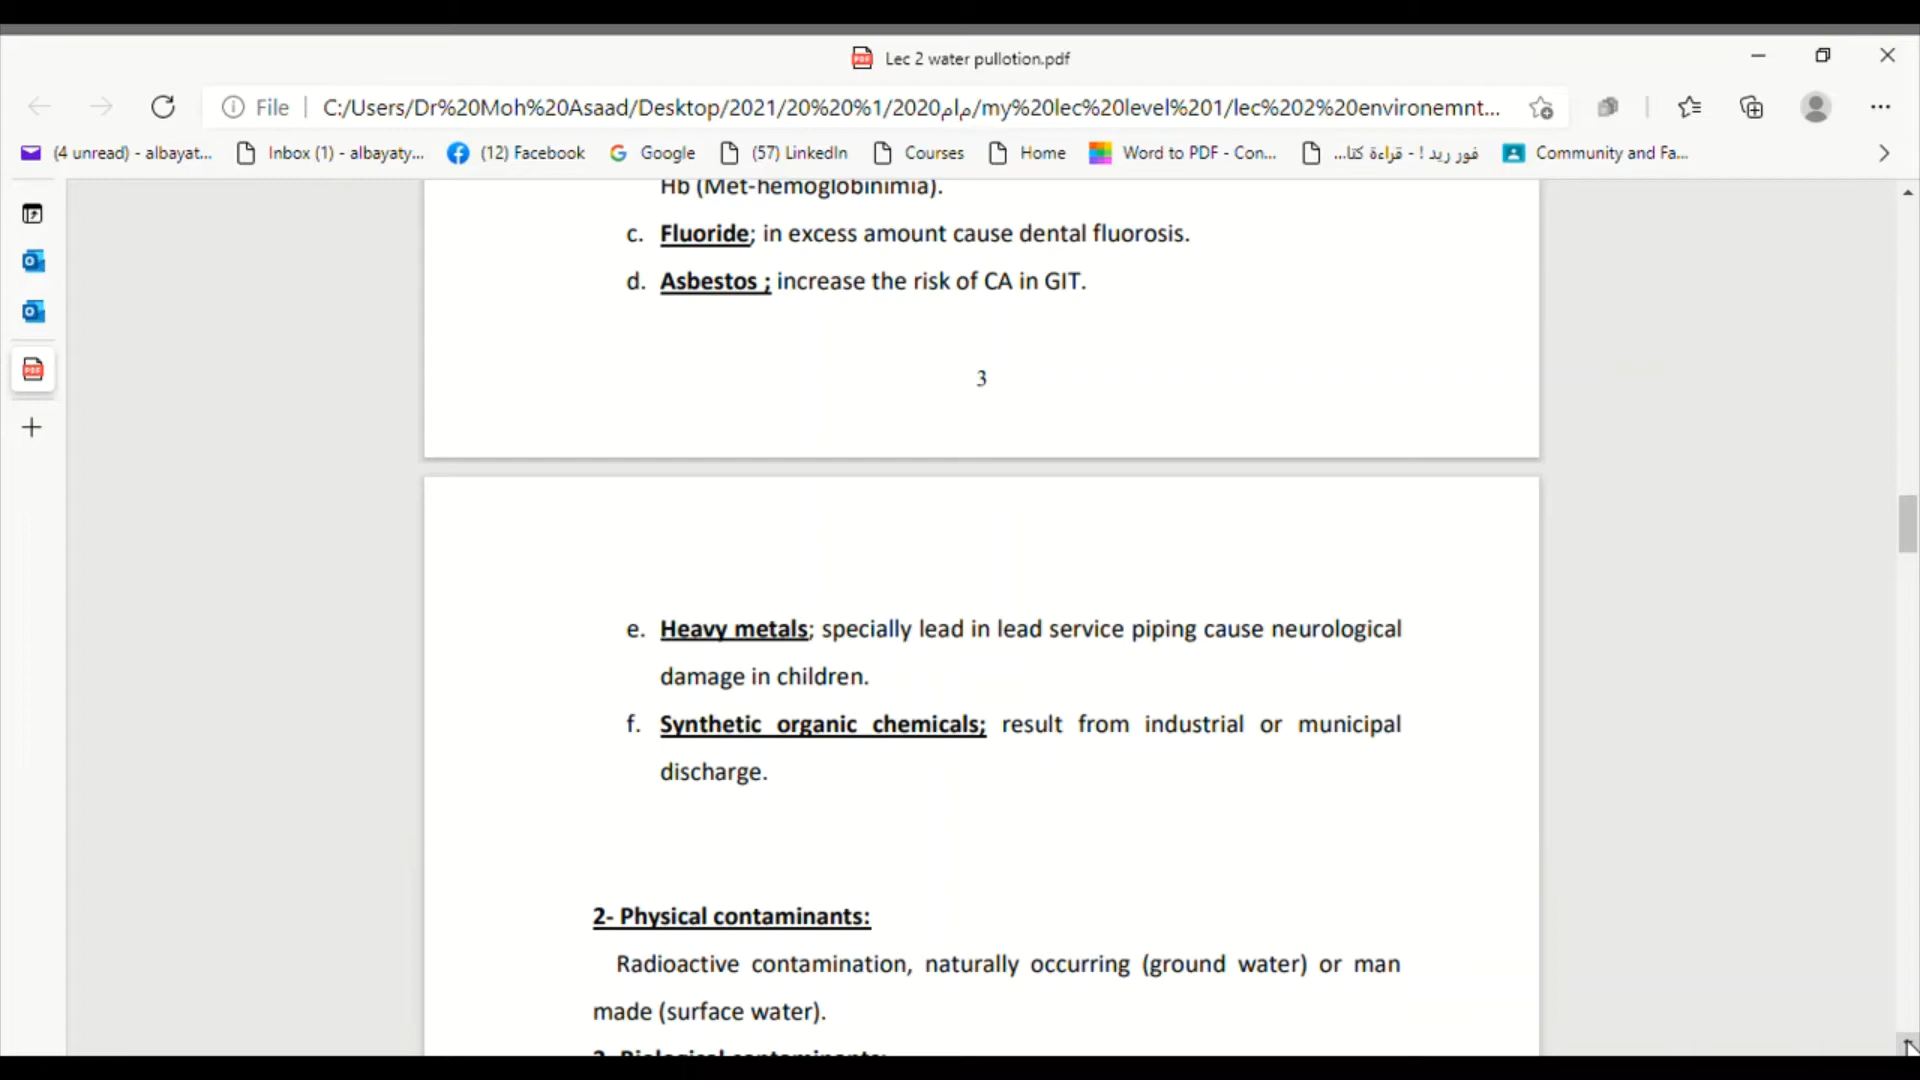 Lec 2 water pullotion.pdf
File
C:/Users/Dr%20Moh%20Asaad/Desktop/2021/20%20%1/2020مام/my%20lec%20level%201/lec%202%20environemnt...
(4 unread) - albayat...
Inbox (1) - albayaty...
(12) Facebook
Google
(57) LinkedIn
Courses
Home
Word to PDF - Con...
فور ريد ! - قراءة كتا...
Community and Fa...
Hb (Met-hemoglobinimia).
c. Fluoride; in excess amount cause dental fluorosis.
d. Asbestos ; increase the risk of CA in GIT.
3
e. Heavy metals; specially lead in lead service piping cause neurological
damage in children.
f. Synthetic organic chemicals; result from industrial or municipal
discharge.
2- Physical contaminants:
Radioactive contamination, naturally occurring (ground water) or man
made (surface water).